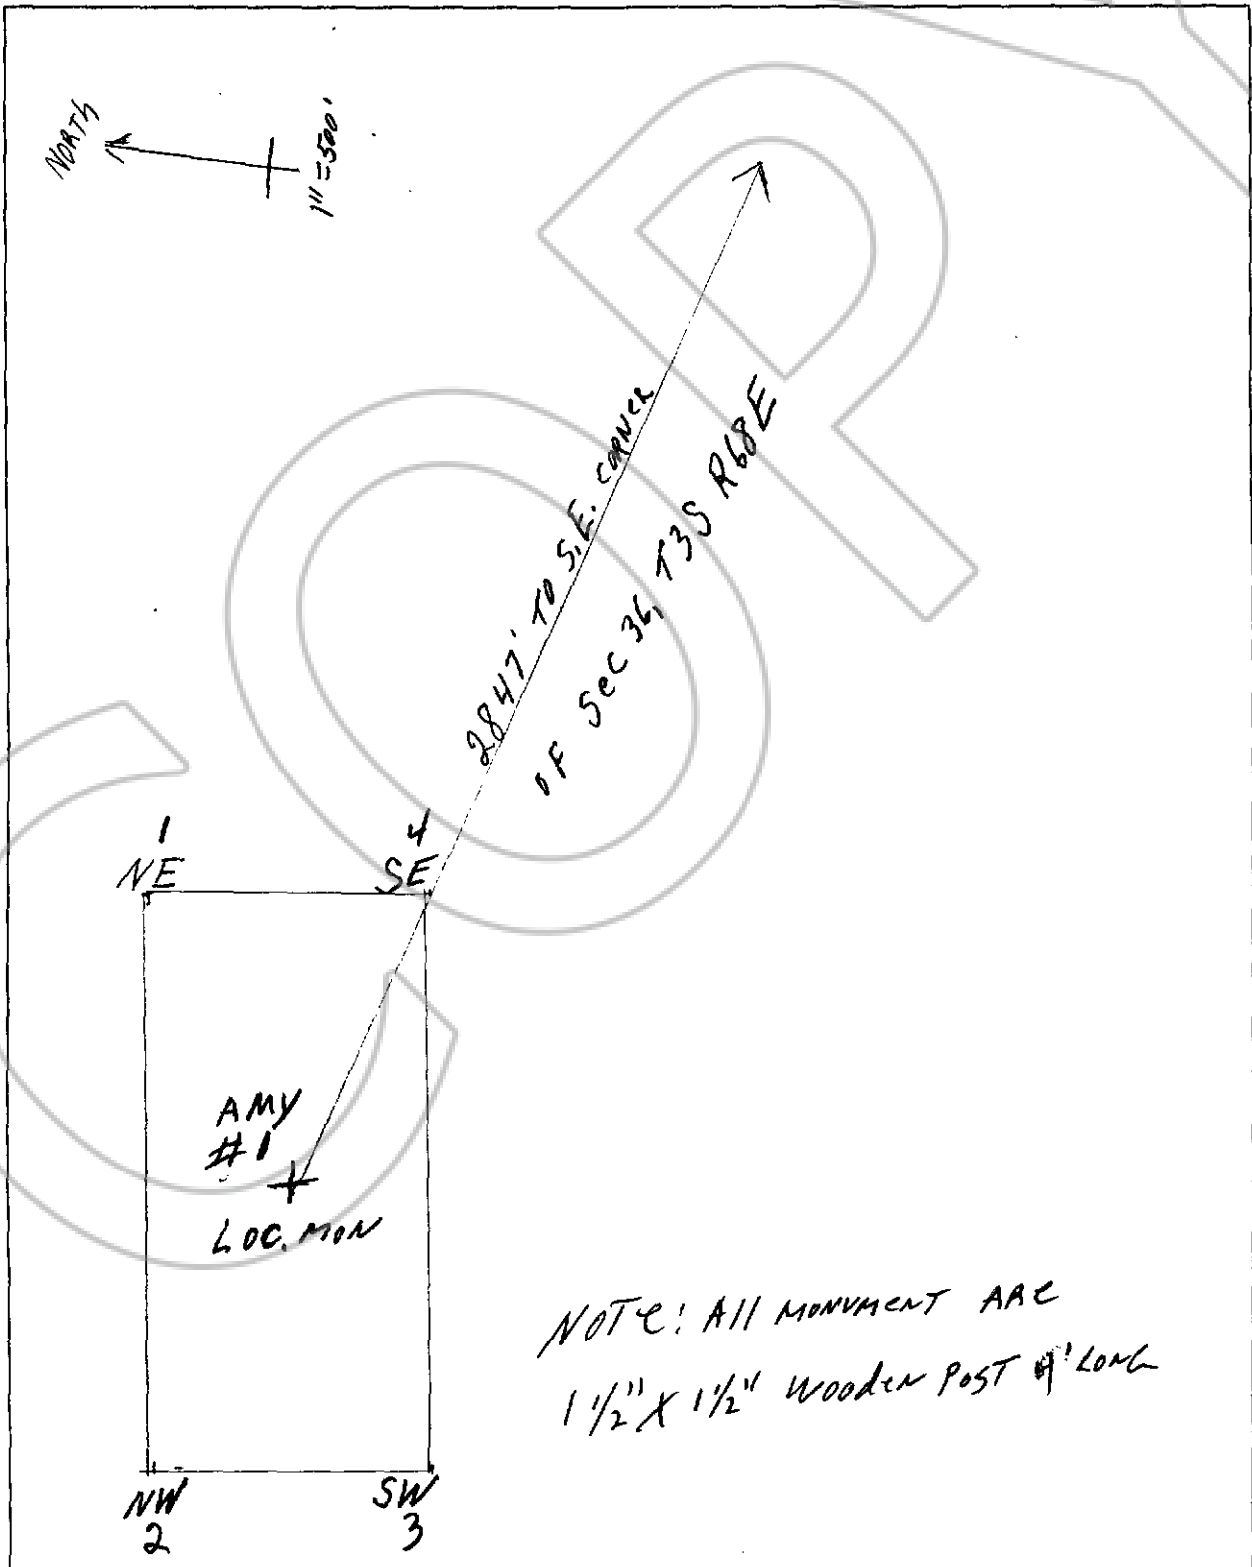 NORTH
1" = 500'
2847' TO S.E. CORNER
OF SEC 36, T3S R68E
1
NE
4
SE
AMY
#1
LOC. MON
NOTE: All MONUMENT ARE
1 1/2" X 1 1/2" WOODEN POST 4' LONG
NW
2
SW
3
COP